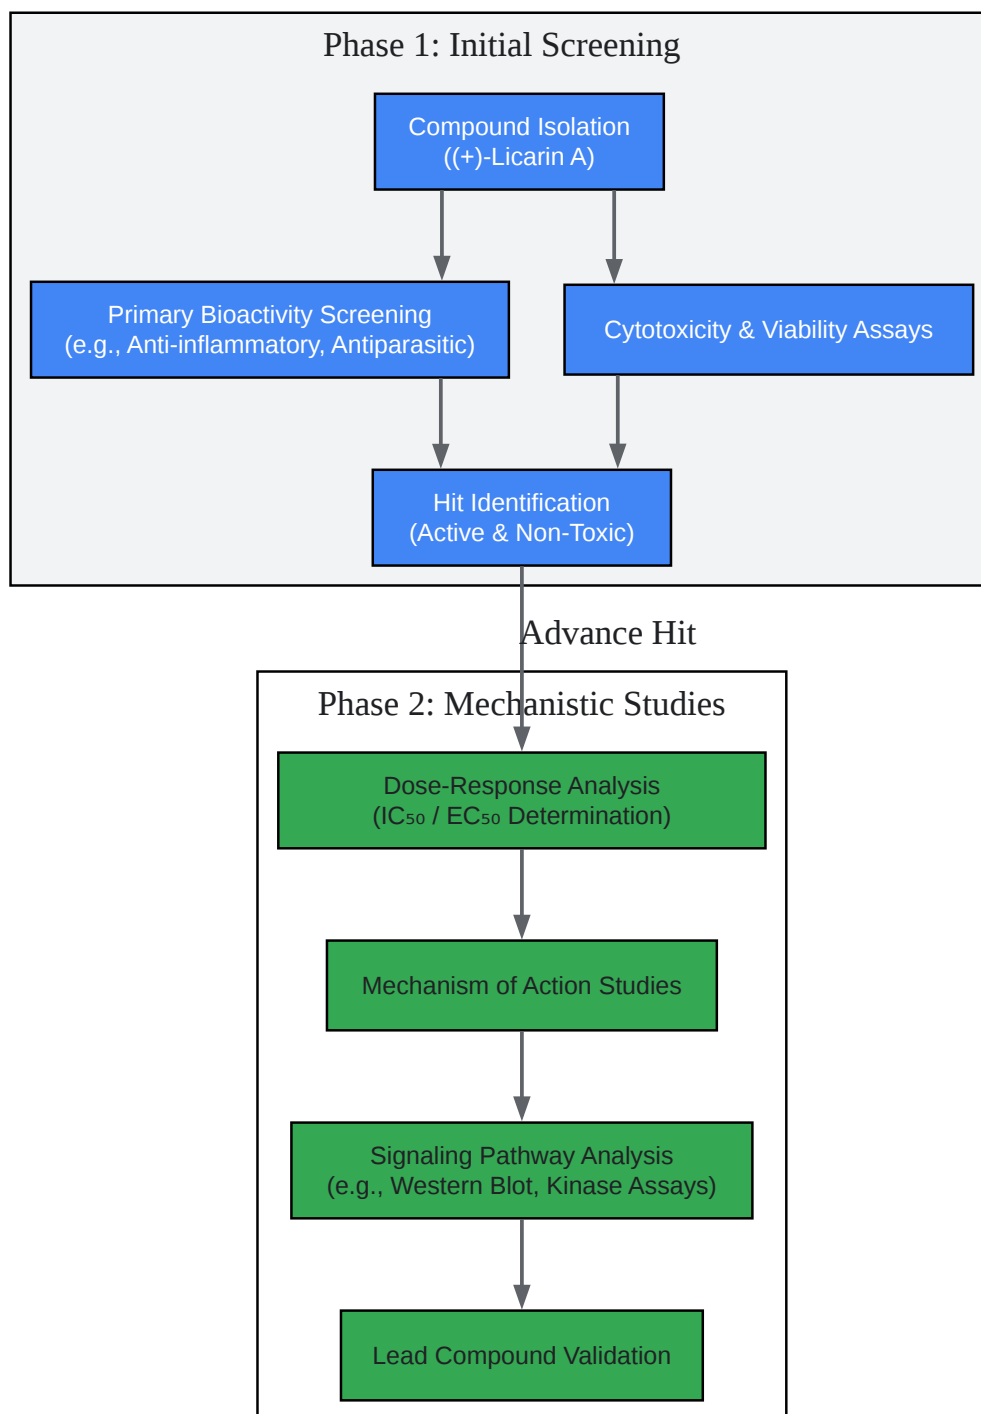 Phase 1: Initial Screening
Compound Isolation
((+)-Licarin A)
Primary Bioactivity Screening
(e.g., Anti-inflammatory, Antiparasitic)
Cytotoxicity & Viability Assays
Hit Identification
(Active & Non-Toxic)
Advance Hit
Phase 2: Mechanistic Studies
Dose-Response Analysis
(IC₅₀ / EC₅₀ Determination)
Mechanism of Action Studies
Signaling Pathway Analysis
(e.g., Western Blot, Kinase Assays)
Lead Compound Validation